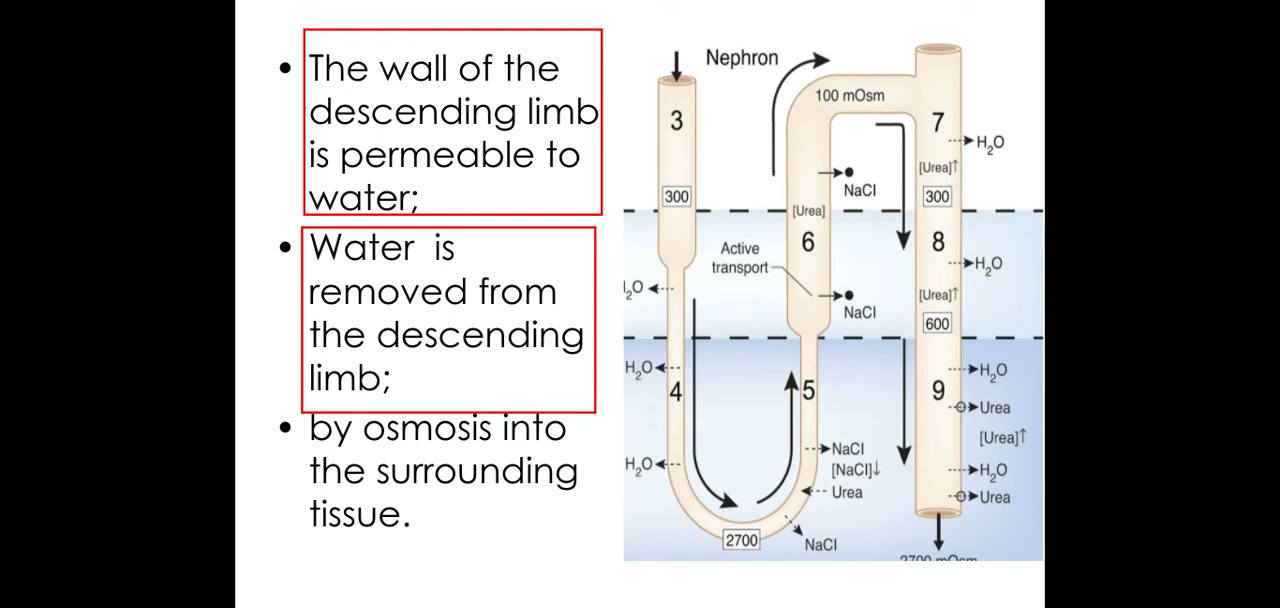 • The wall of the
descending limb
is permeable to
water;
• Water is
removed from
the descending
limb;
• by osmosis into
the surrounding
tissue.
Nephron
3
300
100 mOsm
7
H₂O
[Urea]↑
300
NaCl
[Urea]
6
8
H₂O
Active
transport
[Urea]↑
600
NaCl
₂O
H₂O
4
5
9
H₂O
Urea
[Urea]↑
H₂O
NaCl
[NaCl]↓
Urea
H₂O
Urea
2700
NaCl
2700 mOsm